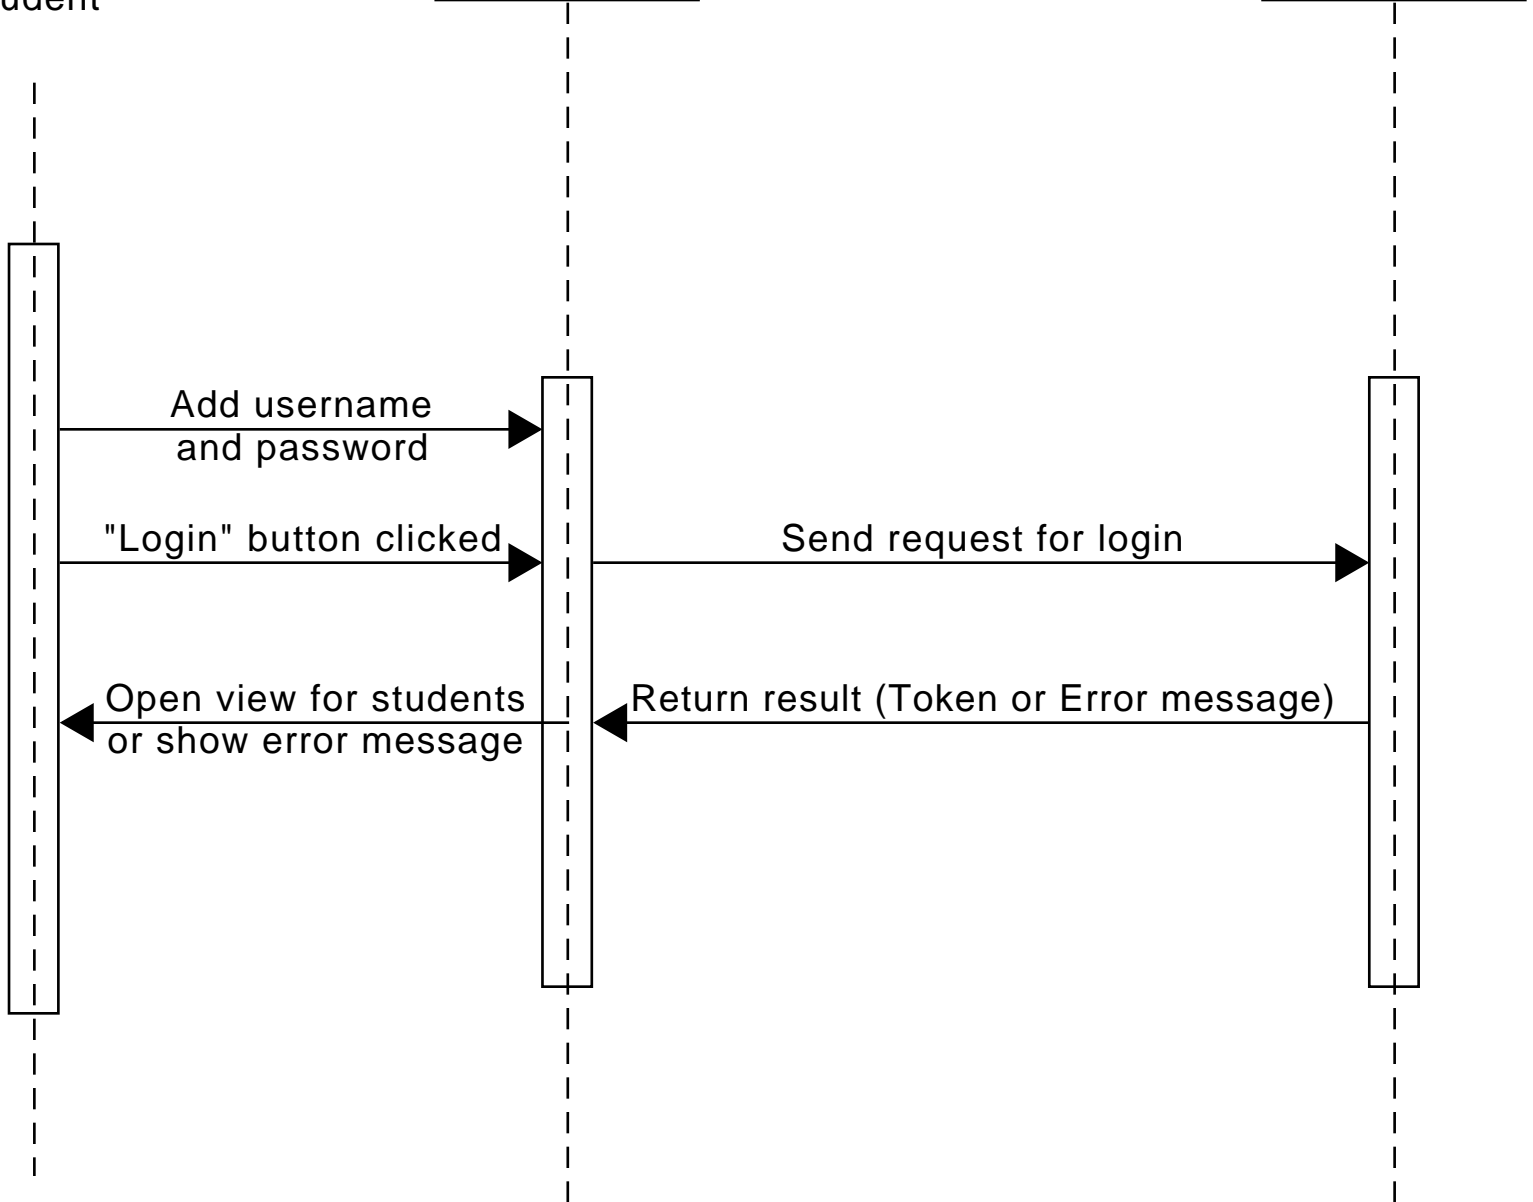 udent
Add username
and password
"Login" button clicked
Send request for login
Open view for students
or show error message
Return result (Token or Error message)